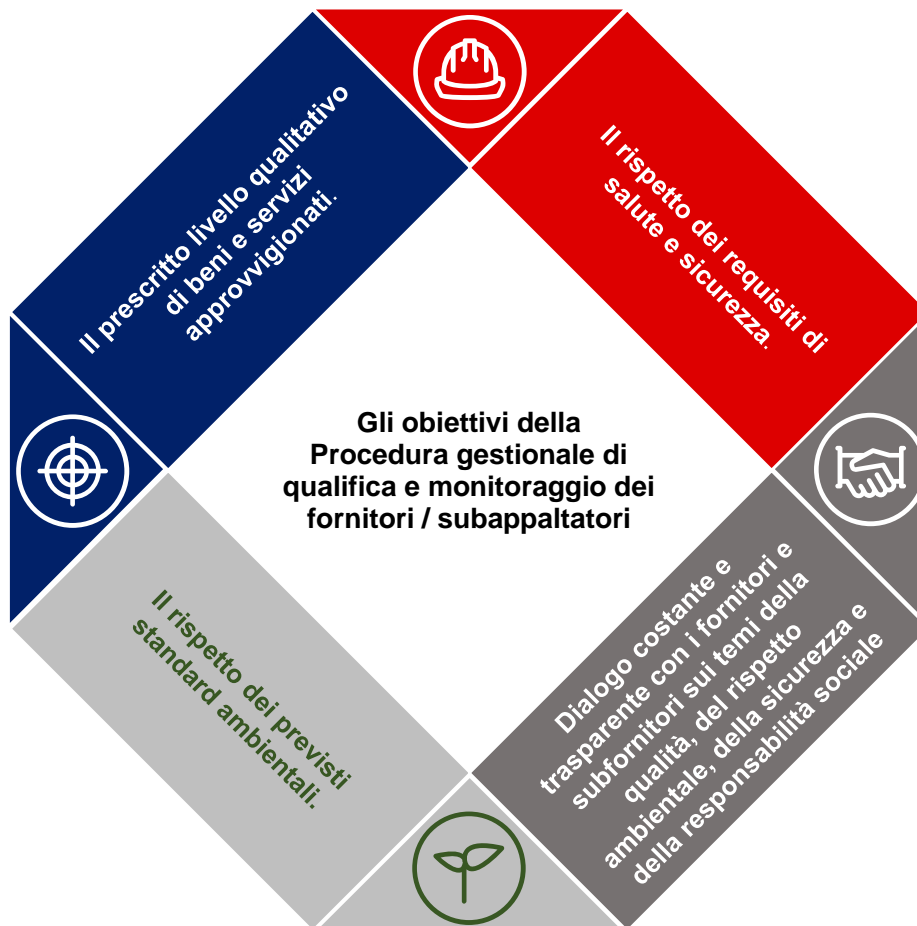 Il prescritto livello qualitativo
di beni e servizi
approvvigionati.
Il rispetto dei requisiti di
salute e sicurezza.
Gli obiettivi della
Procedura gestionale di
qualifica e monitoraggio dei
fornitori / subappaltatori
Il rispetto dei previsti
standard ambientali.
Dialogo costante e
trasparente con i fornitori e
subfornitori sui temi della
qualità, del rispetto
ambientale, della sicurezza e
della responsabilità sociale